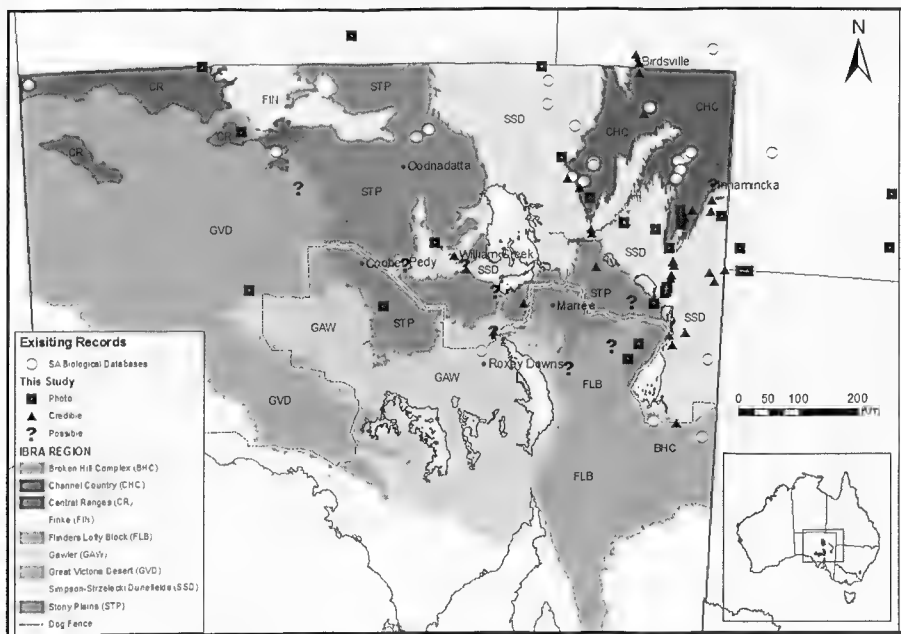 N
Birdsville
CR
FIN
STP
SSD
CHC
CHC
CR
CR
Oodnadatta
Innamincka
?
?
STP
GVD
William Creek
Coober Pedy
?
?
SSD
SSD
?
STP
?
Marree
GAW
STP
SSD
?
?
?
Roxby Downs
GAW
FLB
GVD
BHC
FLB
0 100 200
Km
Exisiting Records
SA Biological Databases
This Study
Photo
Credible
? Possible
IBRA REGION
Broken Hill Complex (BHC)
Channel Country (CHC)
Central Ranges (CR)
Finke (FIN)
Flinders Lofty Block (FLB)
Gawler (GAW)
Great Victoria Desert (GVD)
Simpson-Strzelecki Dunefields (SSD)
Stony Plains (STP)
Dog Fence